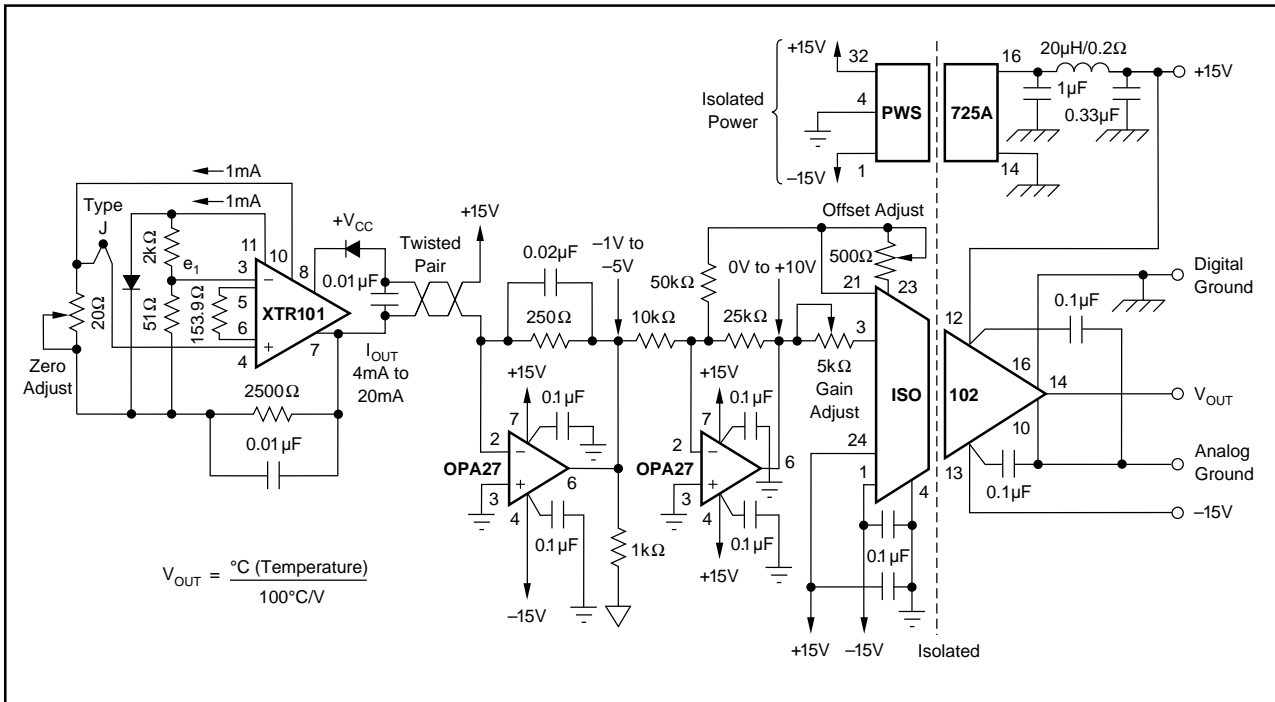 +15V
32
4
Isolated
Power
PWS
–15V
1
16
20µH/0.2Ω
+15V
1µF
725A
0.33µF
14
1mA
1mA
Type
J
2kΩ
11
10
+VCC
8
e1
3
–
0.01µF
Twisted
Pair
+15V
20Ω
51Ω
153.9Ω
5
XTR101
6
+
4
7
Zero
Adjust
IOUT
4mA to
20mA
2500Ω
0.01µF
0.02µF
–1V to
–5V
250Ω
10kΩ
50kΩ
0V to +10V
25kΩ
Offset Adjust
500Ω
21
23
3
5kΩ
Gain
Adjust
ISO
24
1
4
0.1µF
+15V
–15V
Isolated
+15V
7
0.1µF
2
–
OPA27
+
3
4
6
0.1µF
–15V
1kΩ
+15V
7
0.1µF
2
–
OPA27
+
3
4
6
0.1µF
+15V
12
0.1µF
16
102
14
10
13
0.1µF
Digital
Ground
VOUT
Analog
Ground
–15V
VOUT = °C (Temperature)
100°C/V